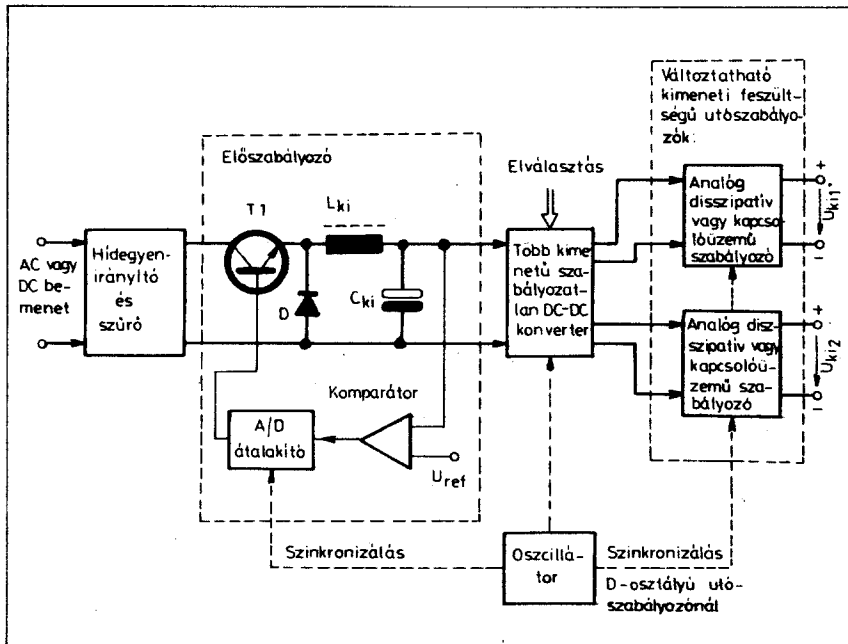 Változtatható
kimeneti feszült-
ségű utószabályo-
zók:
Előszabályozó
T1
Lki
Elválasztás
AC vagy
DC be-
menet
Hídegyen-
irányító
és
szűrő
D
Cki
Több kime-
netű sza-
bályozat-
lan DC-DC
konverter
Analóg
disszipatív
vagy kapcso-
lóüzemű
szabályozó
+
Uki1
-
Analóg disz-
szipatív vagy
kapcsolóü-
zemű sza-
bályozó
+
Uki2
-
Komparátor
A/D
átalakító
Uref
Szinkronizálás
Oszcillá-
tor
Szinkronizálás
D-osztályú utó-
szabályozónál